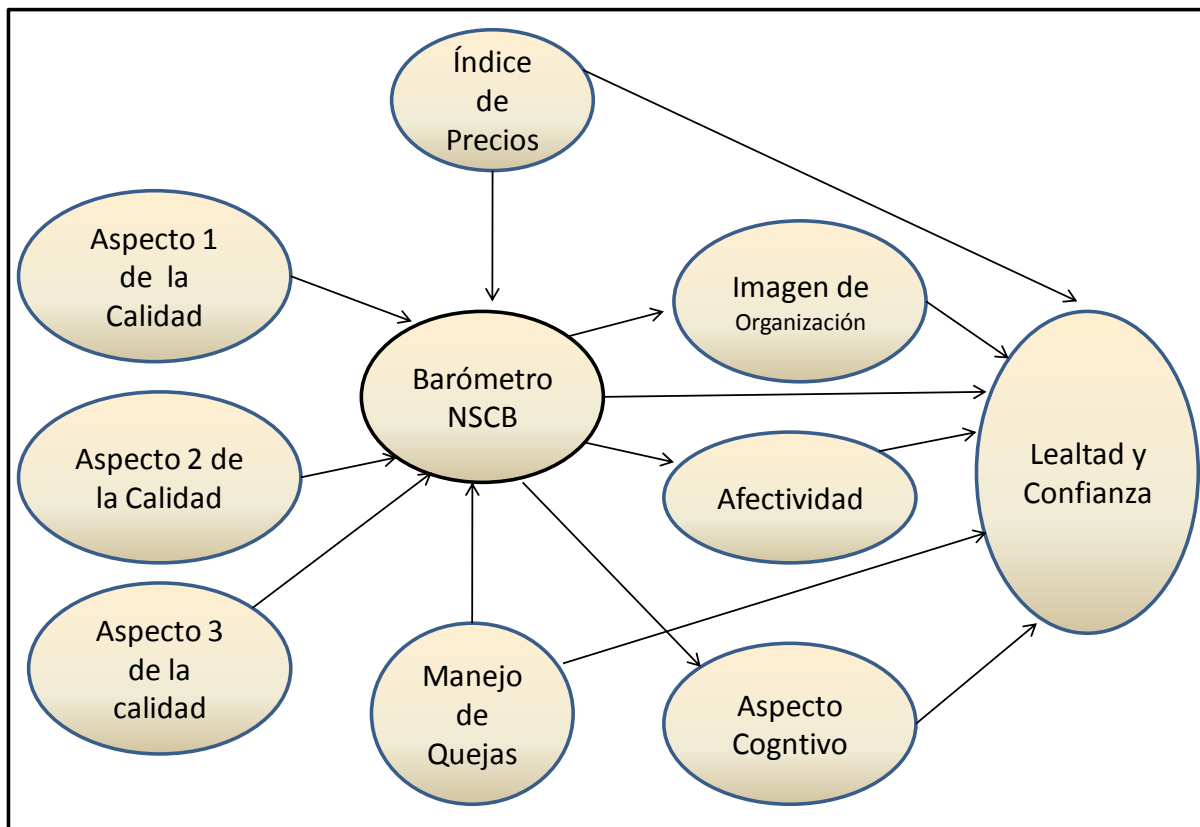 Índice
de
Precios
Aspecto 1
de la
Calidad
Imagen de
Organización
Barómetro
NSCB
Aspecto 2 de
la Calidad
Afectividad
Lealtad y
Confianza
Aspecto 3
de la
calidad
Manejo
de
Quejas
Aspecto
Cogntivo